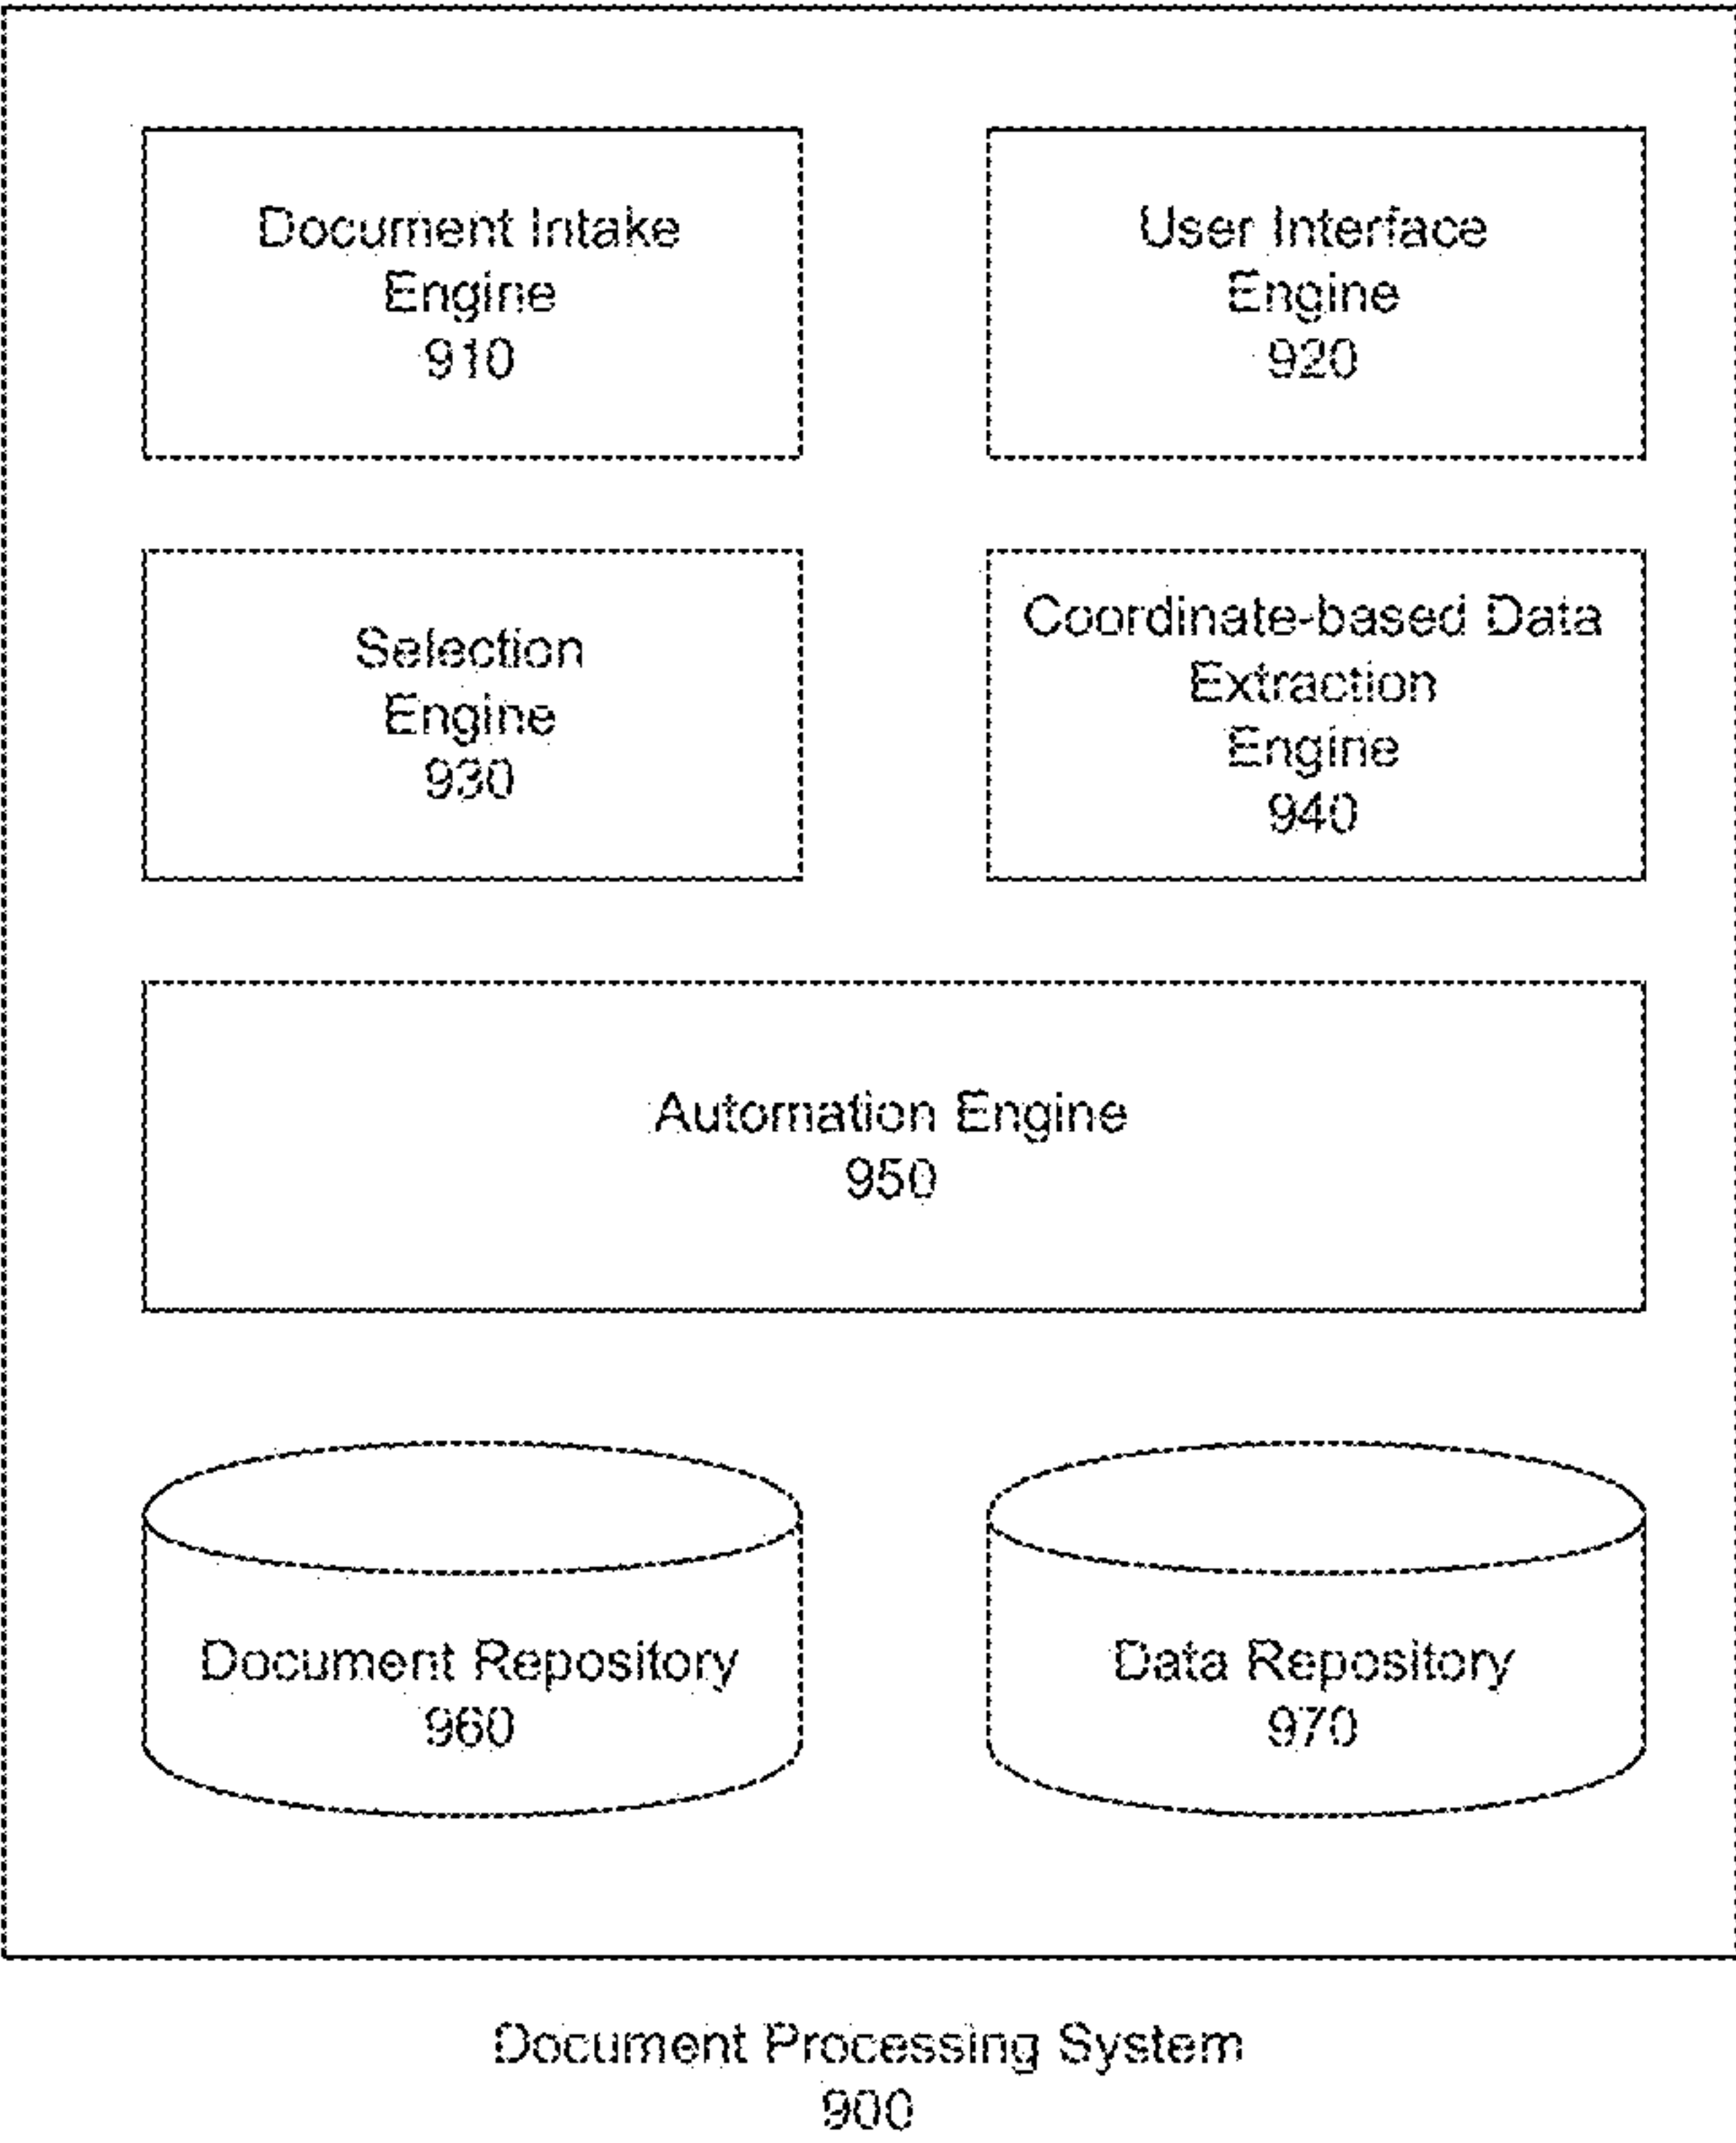 Document Intake
Engine
910
User Interface
Engine
920
Selection
Engine
930
Coordinate-based Data
Extraction
Engine
940
Automation Engine
950
Document Repository
960
Data Repository
970
Document Processing System
900